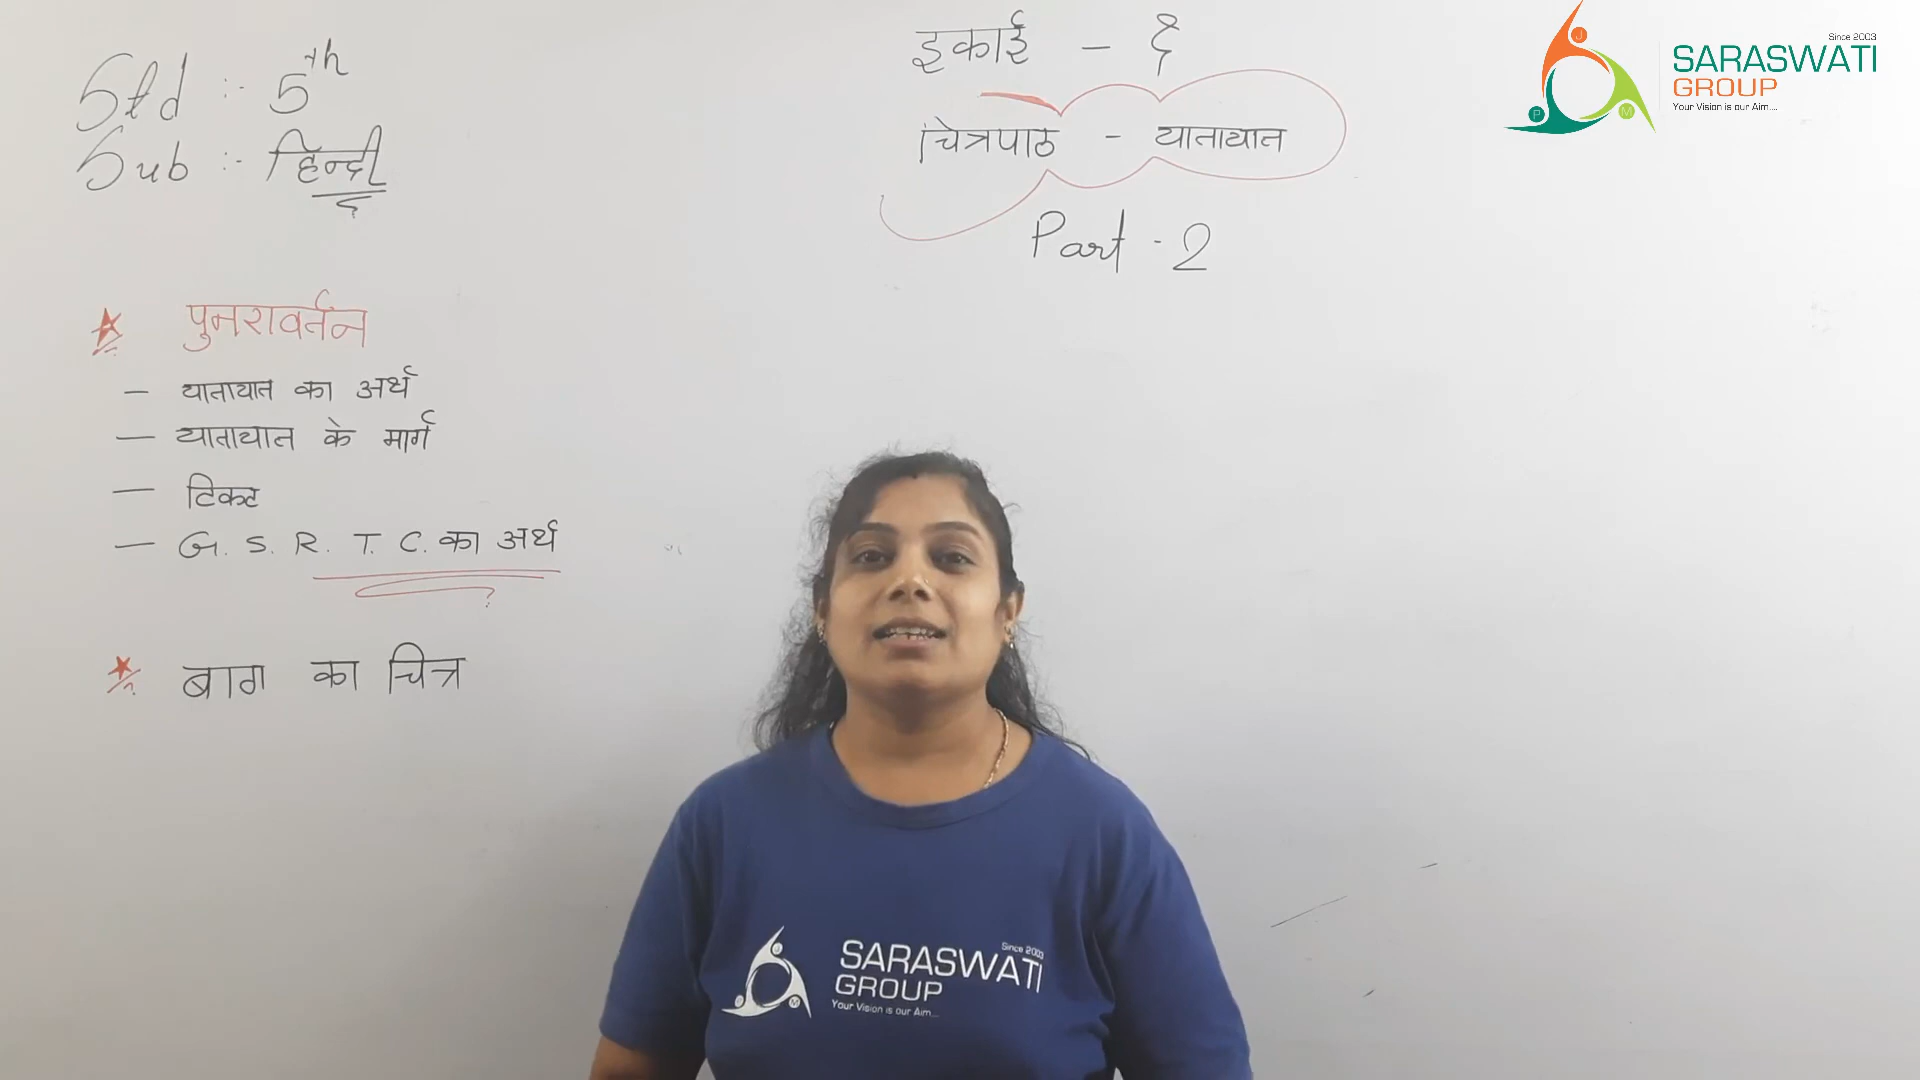 Std :- 5th
Sub :- हिन्दी
इकाई - १
चित्रपाठ - यातायात
Part - 2
पुनरावर्तन
- यातायात का अर्थ
- यातायात के मार्ग
- टिकट
- G. S. R. T. C. का अर्थ
बाग का चित्र
Since 2003
SARASWATI
GROUP
Your Vision is our Aim....
J
P
M
Since 2003
SARASWATI
GROUP
Your Vision is our Aim...